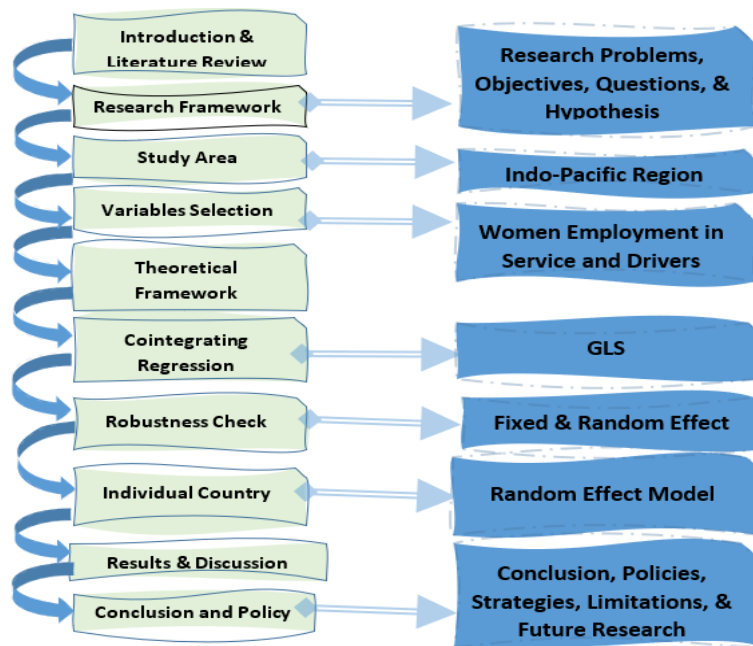 Introduction &
Literature Review
Research Framework
Study Area
Variables Selection
Theoretical
Framework
Cointegrating
Regression
Robustness Check
Individual Country
Results & Discussion
Conclusion and Policy
Research Problems,
Objectives, Questions, &
Hypothesis
Indo-Pacific Region
Women Employment in
Service and Drivers
GLS
Fixed & Random Effect
Random Effect Model
Conclusion, Policies,
Strategies, Limitations, &
Future Research